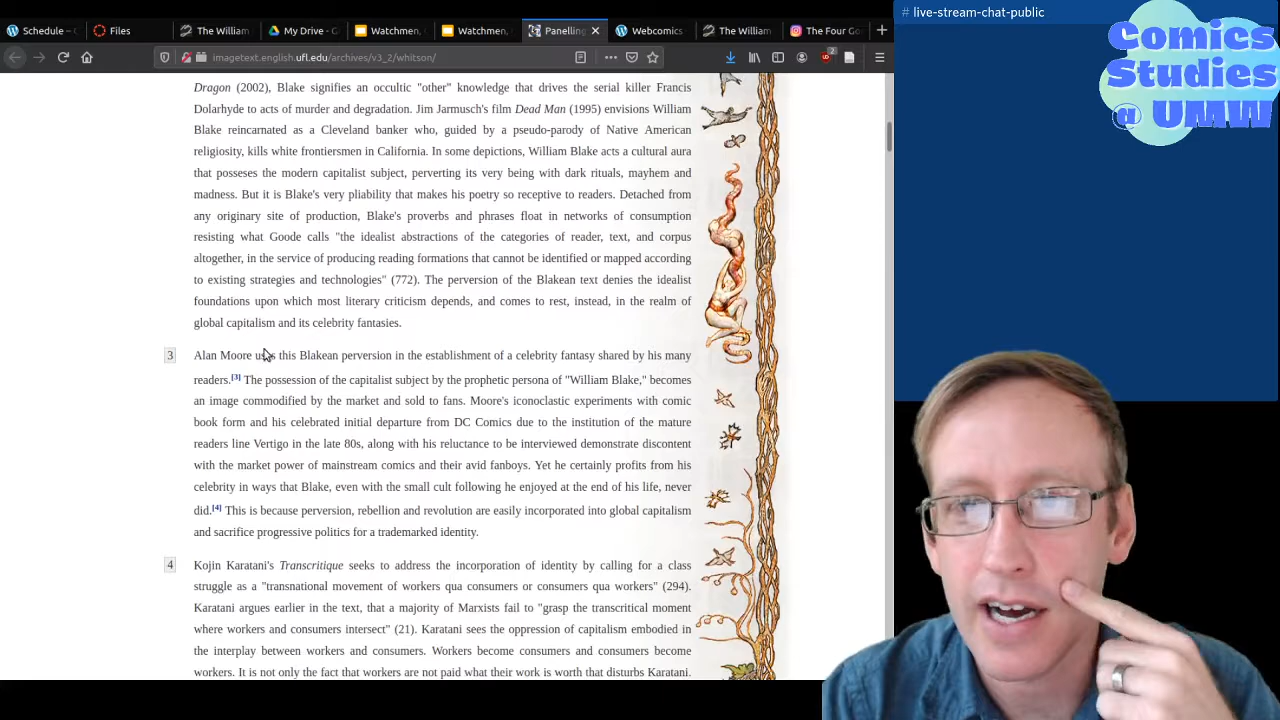 Schedule –
Files
The William
My Drive - G
Watchmen,
Watchmen,
Panelling
Webcomics
The William
The Four Go
imagetext.english.ufl.edu/archives/v3_2/whitson/
2
# live-stream-chat-public
Comics
Studies
@ UMW
Dragon (2002), Blake signifies an occultic "other" knowledge that drives the serial killer Francis
Dolarhyde to acts of murder and degradation. Jim Jarmusch's film Dead Man (1995) envisions William
Blake reincarnated as a Cleveland banker who, guided by a pseudo-parody of Native American
religiosity, kills white frontiersmen in California. In some depictions, William Blake acts a cultural aura
that posseses the modern capitalist subject, perverting its very being with dark rituals, mayhem and
madness. But it is Blake's very pliability that makes his poetry so receptive to readers. Detached from
any originary site of production, Blake's proverbs and phrases float in networks of consumption
resisting what Goode calls "the idealist abstractions of the categories of reader, text, and corpus
altogether, in the service of producing reading formations that cannot be identified or mapped according
to existing strategies and technologies" (772). The perversion of the Blakean text denies the idealist
foundations upon which most literary criticism depends, and comes to rest, instead, in the realm of
global capitalism and its celebrity fantasies.
3
Alan Moore uses this Blakean perversion in the establishment of a celebrity fantasy shared by his many
readers.[3] The possession of the capitalist subject by the prophetic persona of "William Blake," becomes
an image commodified by the market and sold to fans. Moore's iconoclastic experiments with comic
book form and his celebrated initial departure from DC Comics due to the institution of the mature
readers line Vertigo in the late 80s, along with his reluctance to be interviewed demonstrate discontent
with the market power of mainstream comics and their avid fanboys. Yet he certainly profits from his
celebrity in ways that Blake, even with the small cult following he enjoyed at the end of his life, never
did.[4] This is because perversion, rebellion and revolution are easily incorporated into global capitalism
and sacrifice progressive politics for a trademarked identity.
4
Kojin Karatani's Transcritique seeks to address the incorporation of identity by calling for a class
struggle as a "transnational movement of workers qua consumers or consumers qua workers" (294).
Karatani argues earlier in the text, that a majority of Marxists fail to "grasp the transcritical moment
where workers and consumers intersect" (21). Karatani sees the oppression of capitalism embodied in
the interplay between workers and consumers. Workers become consumers and consumers become
workers. It is not only the fact that workers are not paid what their work is worth that disturbs Karatani.